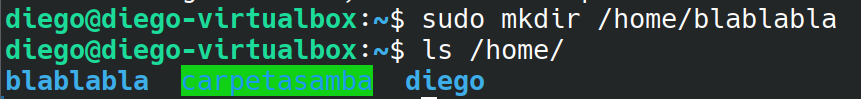 diego@diego-virtualbox:~$ sudo mkdir /home/blablabla
diego@diego-virtualbox:~$ ls /home/
blablabla  carpetasamba  diego